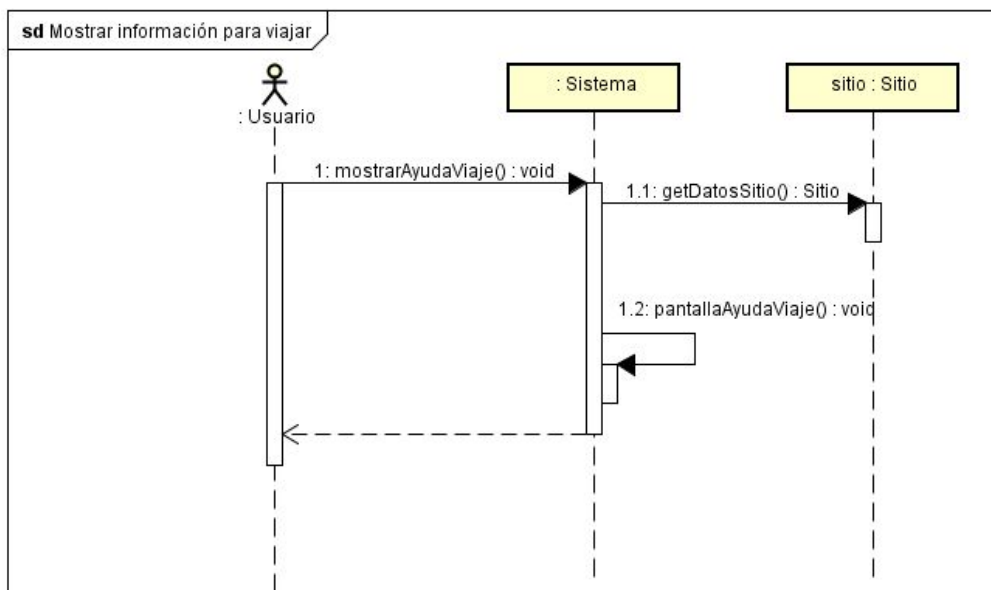 sd Mostrar información para viajar
: Usuario
: Sistema
sitio : Sitio
1: mostrarAyudaViaje() : void
1.1: getDatosSitio() : Sitio
1.2: pantallaAyudaViaje() : void